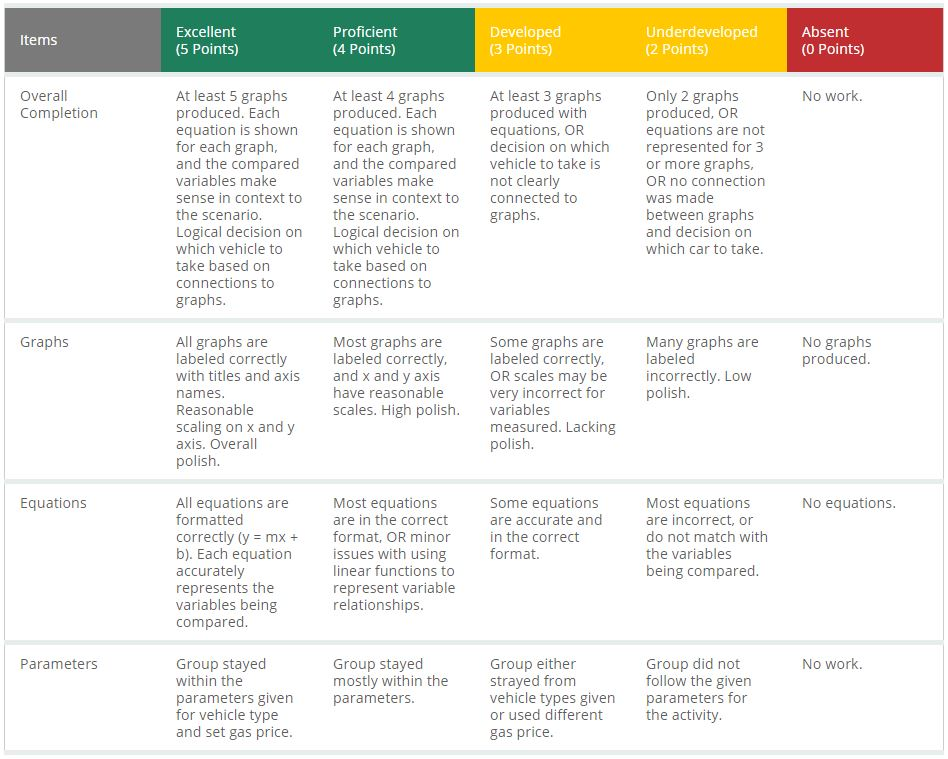 Items
Excellent
(5 Points)
Proficient
(4 Points)
Developed
(3 Points)
Underdeveloped
(2 Points)
Absent
(0 Points)
Overall
Completion
At least 5 graphs
produced. Each
equation is shown
for each graph,
and the compared
variables make
sense in context to
the scenario.
Logical decision on
which vehicle to
take based on
connections to
graphs.
At least 4 graphs
produced. Each
equation is shown
for each graph,
and the compared
variables make
sense in context to
the scenario.
Logical decision on
which vehicle to
take based on
connections to
graphs.
At least 3 graphs
produced with
equations, OR
decision on which
vehicle to take is
not clearly
connected to
graphs.
Only 2 graphs
produced, OR
equations are not
represented for 3
or more graphs,
OR no connection
was made
between graphs
and decision on
which car to take.
No work.
Graphs
All graphs are
labeled correctly
with titles and axis
names.
Reasonable
scaling on x and y
axis. Overall
polish.
Most graphs are
labeled correctly,
and x and y axis
have reasonable
scales. High polish.
Some graphs are
labeled correctly,
OR scales may be
very incorrect for
variables
measured. Lacking
polish.
Many graphs are
labeled
incorrectly. Low
polish.
No graphs
produced.
Equations
All equations are
formatted
correctly (y = mx +
b). Each equation
accurately
represents the
variables being
compared.
Most equations
are in the correct
format, OR minor
issues with using
linear functions to
represent variable
relationships.
Some equations
are accurate and
in the correct
format.
Most equations
are incorrect, or
do not match with
the variables
being compared.
No equations.
Parameters
Group stayed
within the
parameters given
for vehicle type
and set gas price.
Group stayed
mostly within the
parameters.
Group either
strayed from
vehicle types given
or used different
gas price.
Group did not
follow the given
parameters for
the activity.
No work.